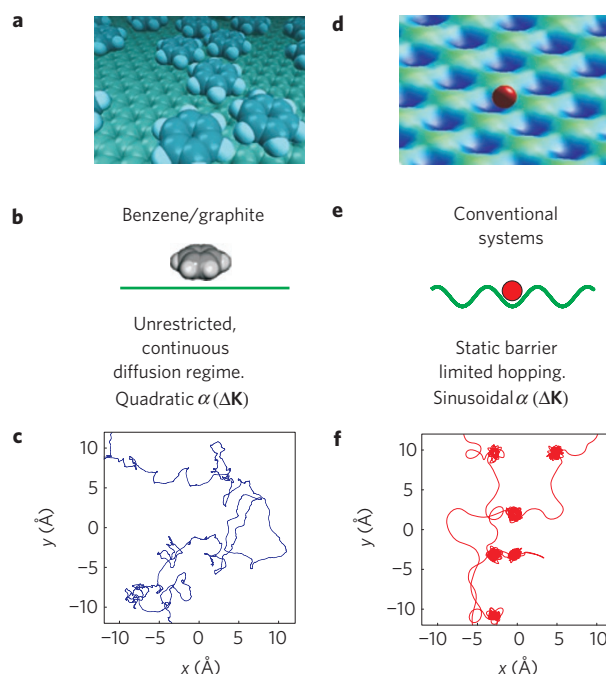 a
d
b
Benzene/graphite
Unrestricted,
continuous
diffusion regime.
Quadratic α(ΔK)
e
Conventional
systems
Static barrier
limited hopping.
Sinusoidal α(ΔK)
c
10
5
0
−5
−10
y (Å)
−10 −5 0 5 10
x (Å)
f
10
5
0
−5
−10
y (Å)
−10 −5 0 5 10
x (Å)